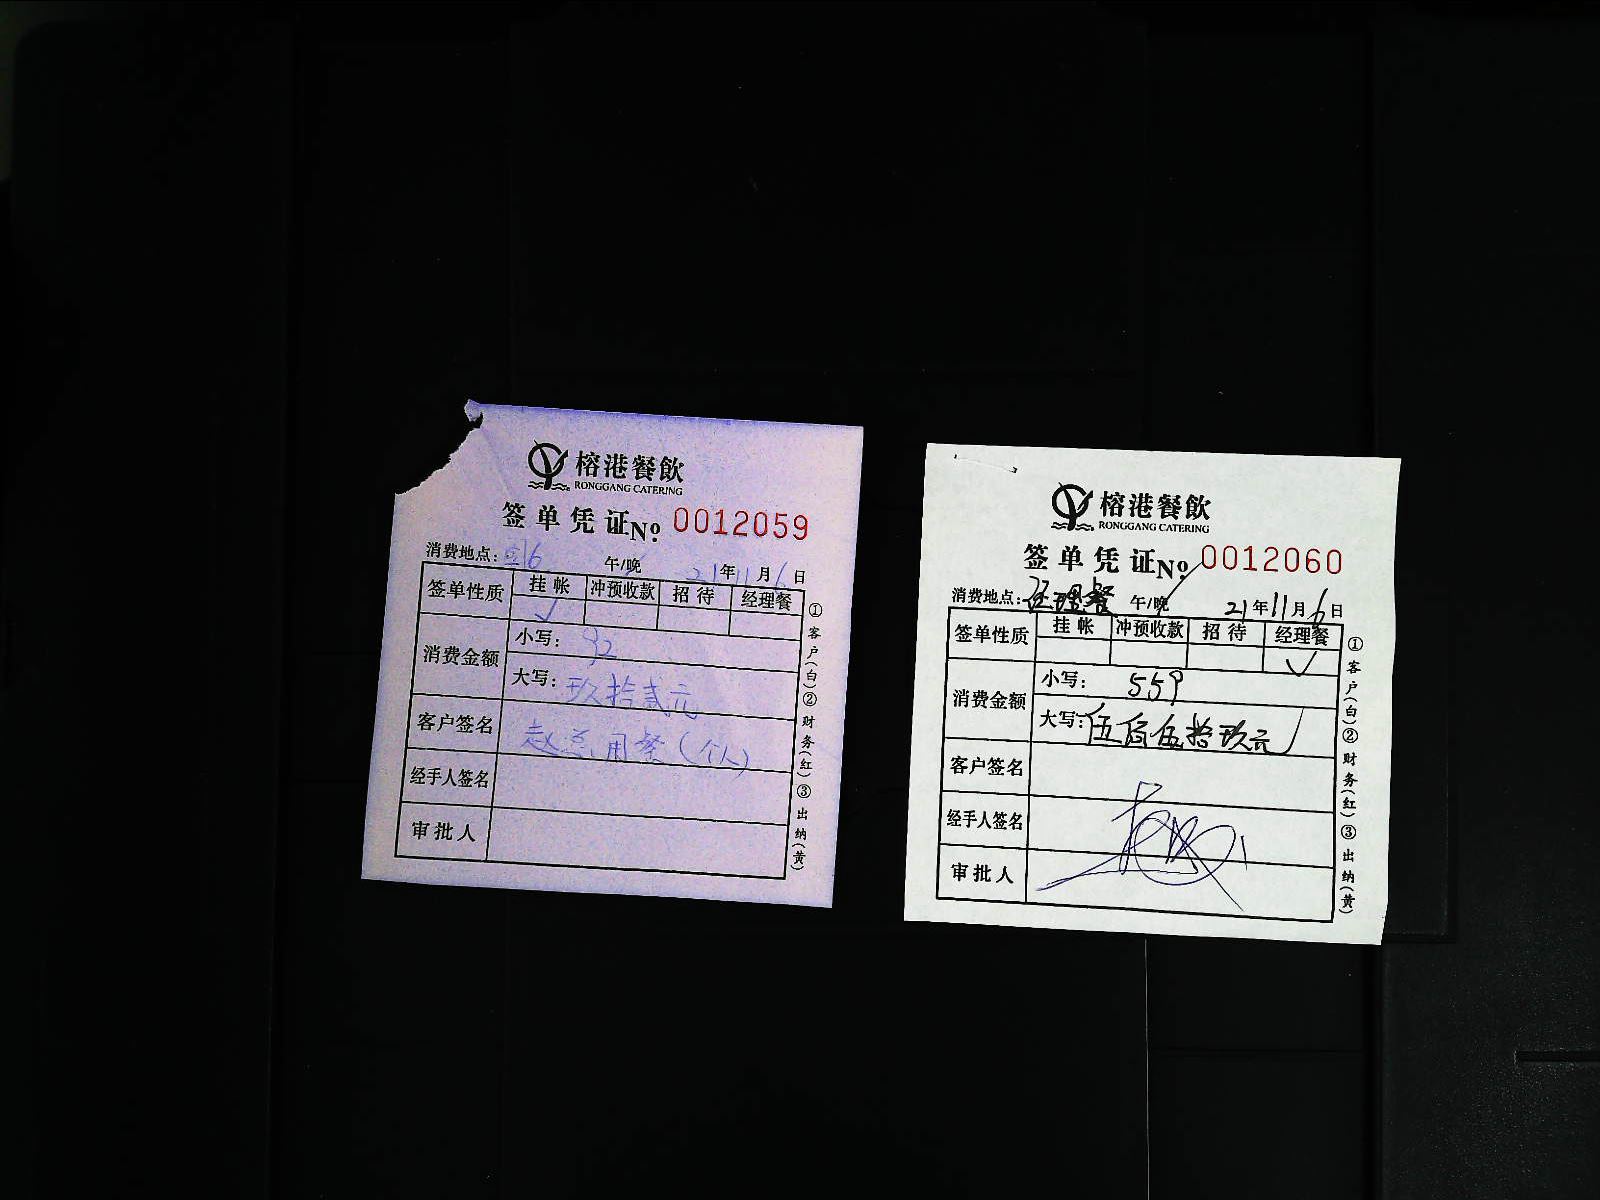 榕港餐飲
RONGGANG CATERING
签单凭证 No: 0012059
消费地点： 午/晚 21年11月6日
签单性质 挂帐 冲预收款 招待 经理餐
✓
消费金额 小写：92
大写：玖拾贰元
客户签名 赵总用餐（个人）
经手人签名
审批人
①客户(白)②财务(红)③出纳(黄)
榕港餐飲
RONGGANG CATERING
签单凭证 No: 0012060
消费地点：经理餐 午/晚 21年11月6日
签单性质 挂帐 冲预收款 招待 经理餐
✓
消费金额 小写：559
大写：伍佰伍拾玖元
客户签名
经手人签名
审批人
①客户(白)②财务(红)③出纳(黄)